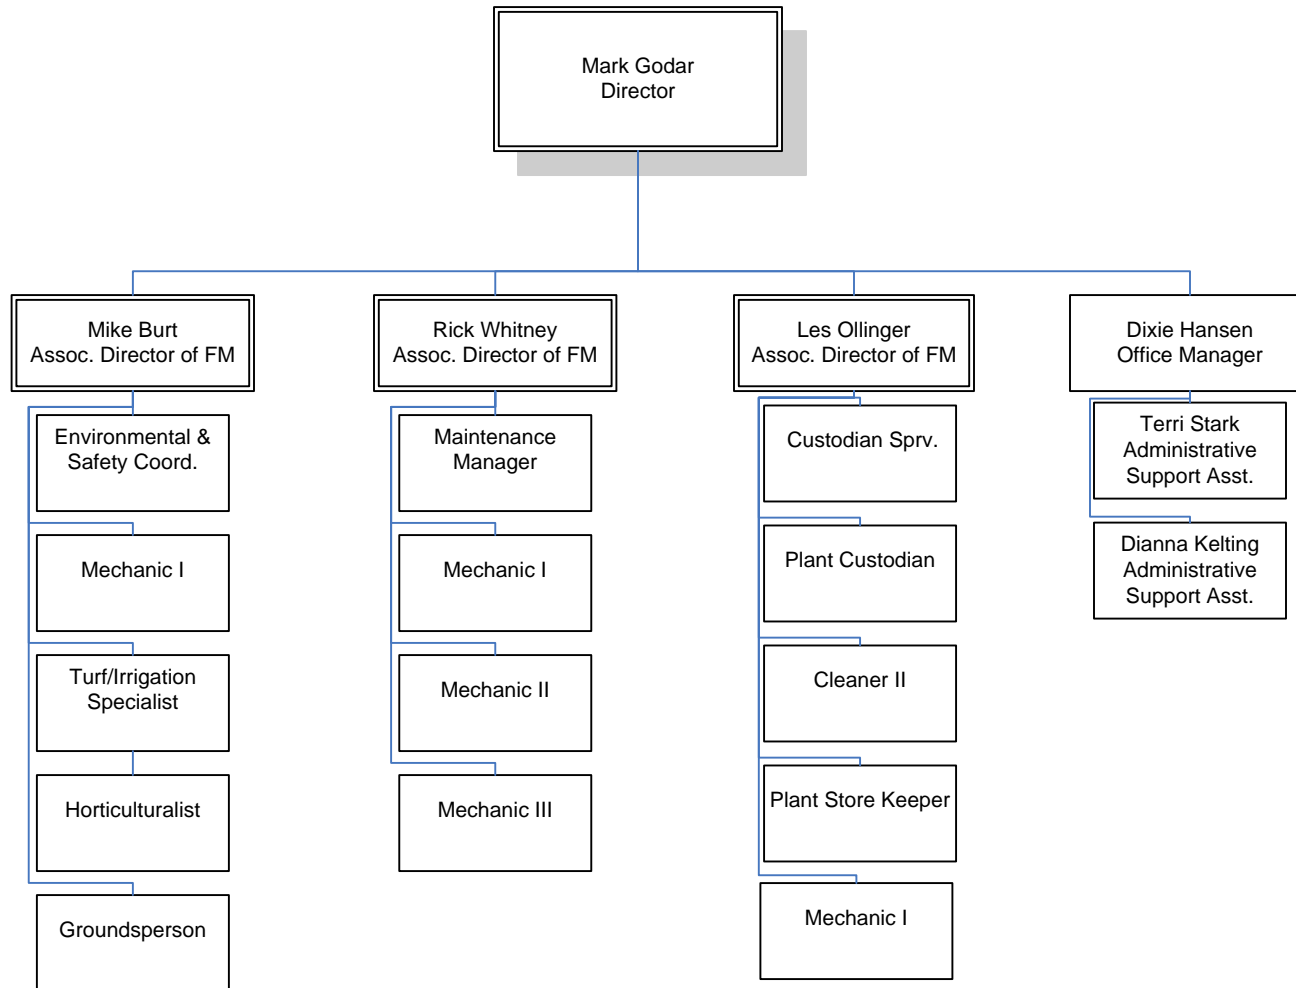 Mark Godar
Director
Mike Burt
Assoc. Director of FM
Rick Whitney
Assoc. Director of FM
Les Ollinger
Assoc. Director of FM
Dixie Hansen
Office Manager
Environmental &
Safety Coord.
Mechanic I
Turf/Irrigation
Specialist
Horticulturalist
Groundsperson
Maintenance
Manager
Mechanic I
Mechanic II
Mechanic III
Custodian Sprv.
Plant Custodian
Cleaner II
Plant Store Keeper
Mechanic I
Terri Stark
Administrative
Support Asst.
Dianna Kelting
Administrative
Support Asst.